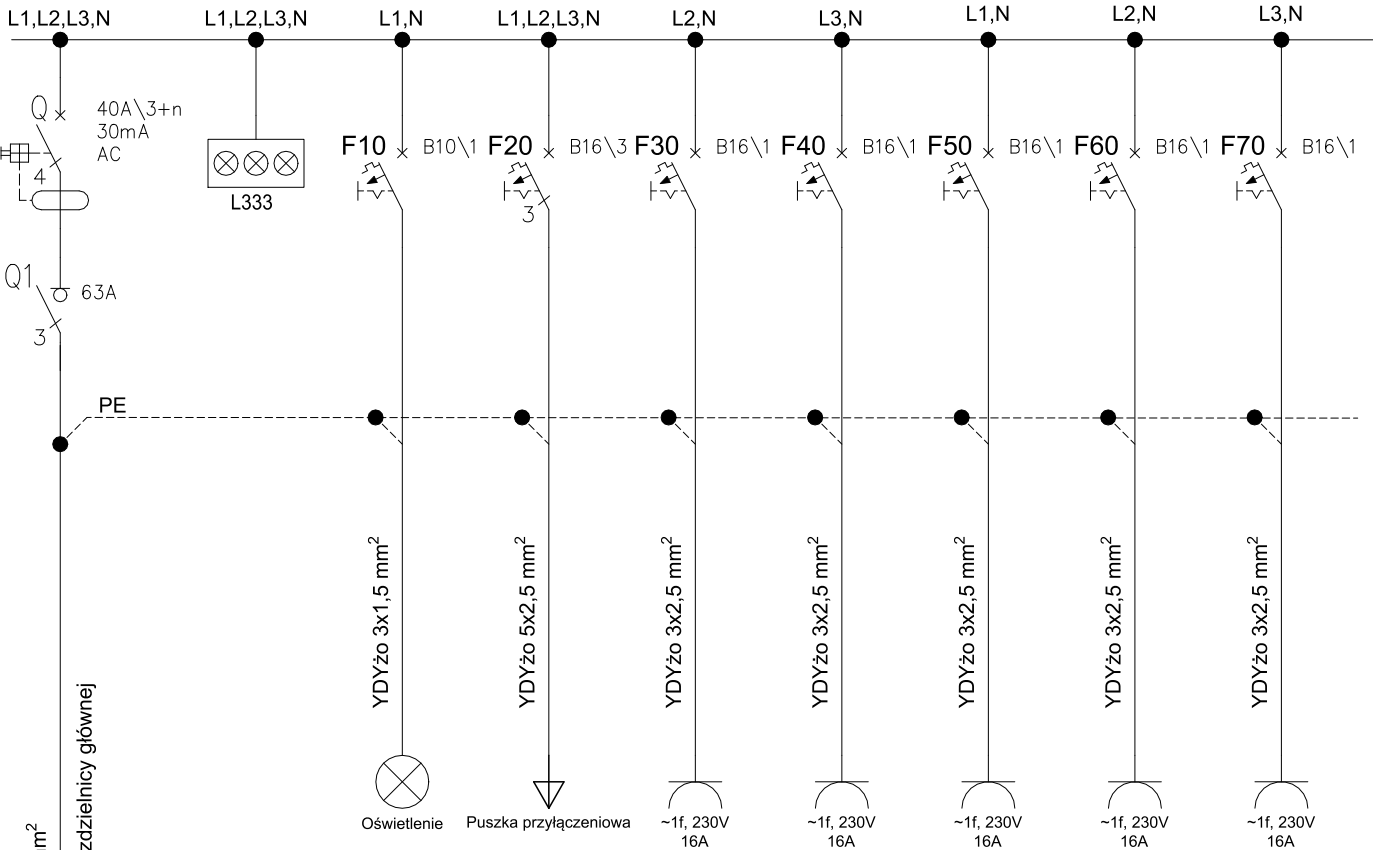 L1,L2,L3,N
L1,L2,L3,N
L1,N
L1,L2,L3,N
L2,N
L3,N
L1,N
L2,N
L3,N
Q
40A\3+n
30mA
AC
4
L333
F10
B10\1
F20
B16\3
3
F30
B16\1
F40
B16\1
F50
B16\1
F60
B16\1
F70
B16\1
Q1
63A
3
PE
YDYżo 3x1,5 mm²
YDYżo 5x2,5 mm²
YDYżo 3x2,5 mm²
YDYżo 3x2,5 mm²
YDYżo 3x2,5 mm²
YDYżo 3x2,5 mm²
YDYżo 3x2,5 mm²
zdzielnicy głównej
Oświetlenie
Puszka przyłączeniowa
~1f, 230V
16A
~1f, 230V
16A
~1f, 230V
16A
~1f, 230V
16A
~1f, 230V
16A